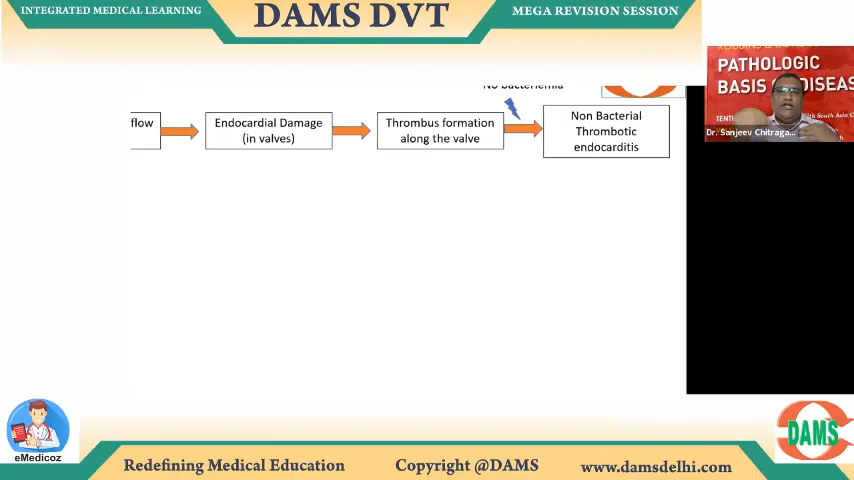 INTEGRATED MEDICAL LEARNING
DAMS DVT
MEGA REVISION SESSION
No bacteriemia
flow
Endocardial Damage
(in valves)
Thrombus formation
along the valve
Non Bacterial
Thrombotic
endocarditis
PATHOLOGIC
BASIS OF DISEAS
Dr. Sanjeev Chitraga...
eMedicoz
Redefining Medical Education
Copyright @DAMS
www.damsdelhi.com
DAMS